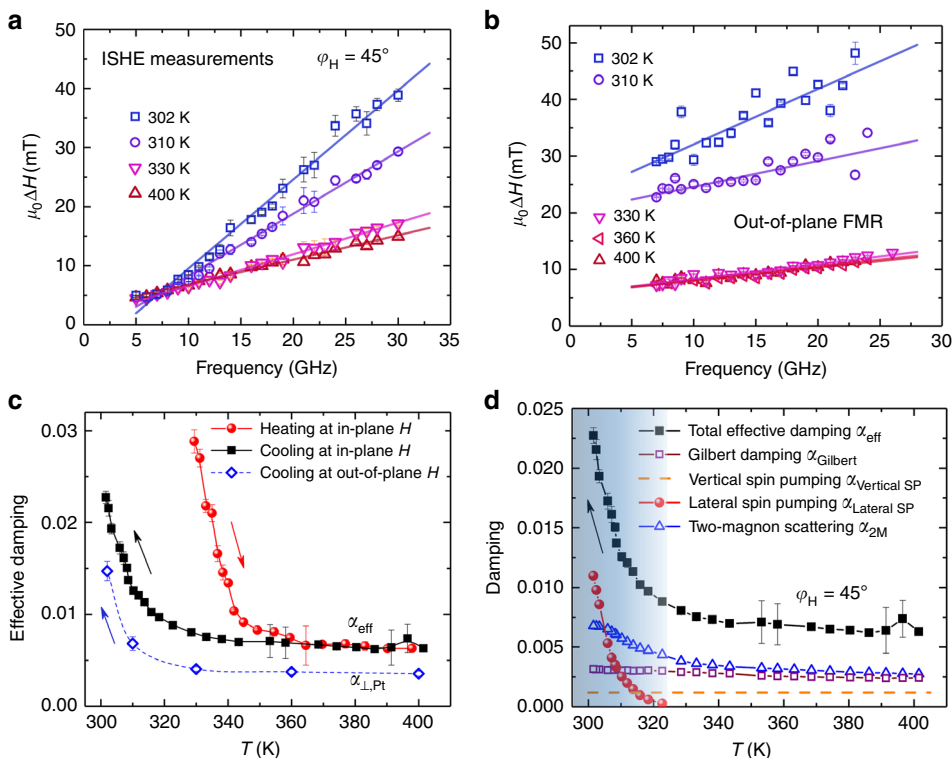 a
ISHE measurements
φH = 45°
302 K
310 K
330 K
400 K
50
40
30
20
10
0
μ0ΔH (mT)
0 5 10 15 20 25 30 35
Frequency (GHz)
b
302 K
310 K
Out-of-plane FMR
330 K
360 K
400 K
50
40
30
20
10
0
μ0ΔH (mT)
0 5 10 15 20 25 30
Frequency (GHz)
c
Heating at in-plane H
Cooling at in-plane H
Cooling at out-of-plane H
αeff
α⊥,Pt
0.03
0.02
0.01
0.00
Effective damping
300 320 340 360 380 400
T (K)
d
Total effective damping αeff
Gilbert damping αGilbert
Vertical spin pumping αVertical SP
Lateral spin pumping αLateral SP
Two-magnon scattering α2M
φH = 45°
0.025
0.020
0.015
0.010
0.005
0.000
Damping
300 320 340 360 380 400
T (K)